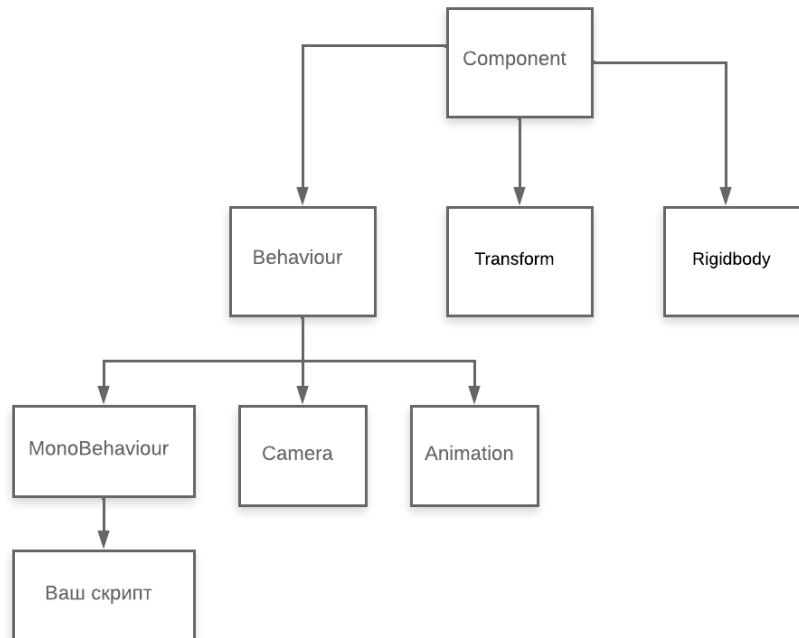 Component
Behaviour
Transform
Rigidbody
MonoBehaviour
Camera
Animation
Ваш скрипт